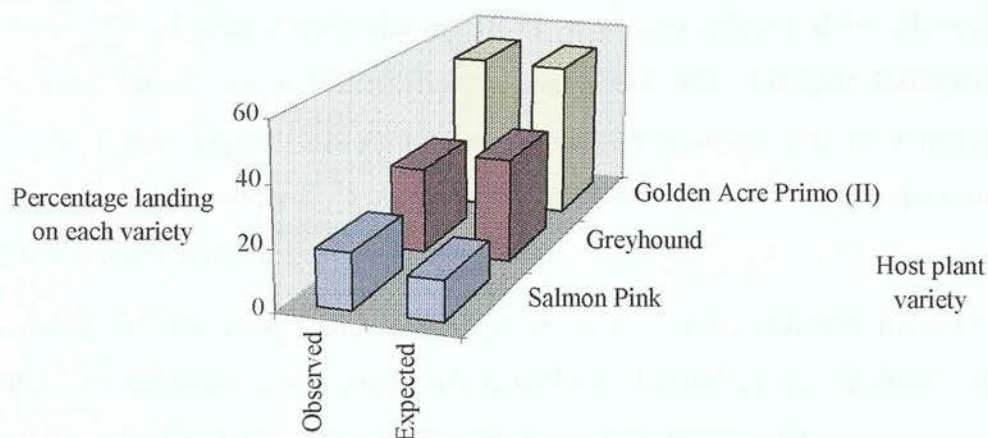 60
40
20
0
Percentage landing
on each variety
Observed
Expected
Golden Acre Primo (II)
Greyhound
Salmon Pink
Host plant
variety